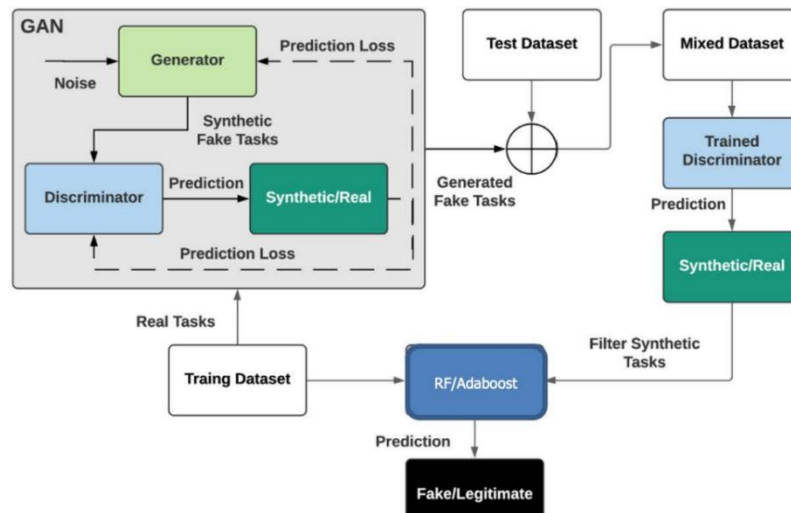 GAN
Generator
Prediction Loss
Noise
Synthetic
Fake Tasks
Discriminator
Prediction
Synthetic/Real
Prediction Loss
Test Dataset
Mixed Dataset
Generated
Fake Tasks
Trained
Discriminator
Prediction
Synthetic/Real
Real Tasks
Filter Synthetic
Tasks
Traing Dataset
RF/Adaboost
Prediction
Fake/Legitimate